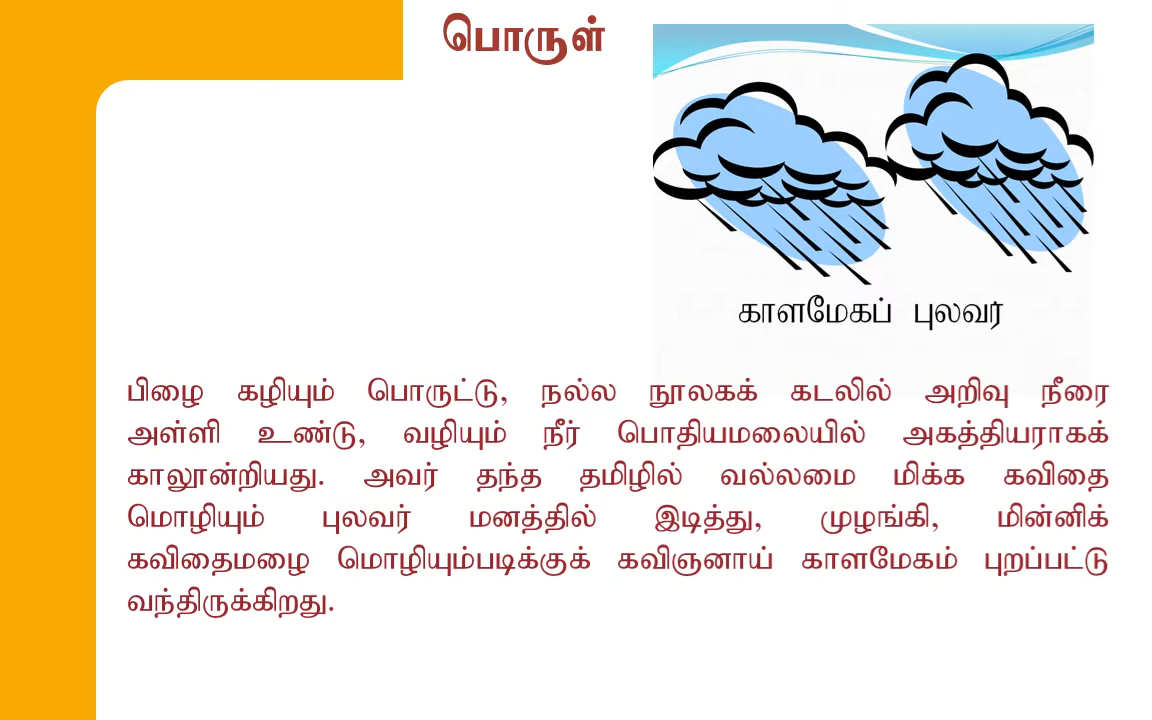 பொருள்
காளமேகப் புலவர்
பிழை கழியும் பொருட்டு, நல்ல நூலகக் கடலில் அறிவு நீரை
அள்ளி உண்டு, வழியும் நீர் பொதியமலையில் அகத்தியராகக்
காலூன்றியது. அவர் தந்த தமிழில் வல்லமை மிக்க கவிதை
மொழியும் புலவர் மனத்தில் இடித்து, முழங்கி, மின்னிக்
கவிதைமழை மொழியும்படிக்குக் கவிஞனாய் காளமேகம் புறப்பட்டு
வந்திருக்கிறது.